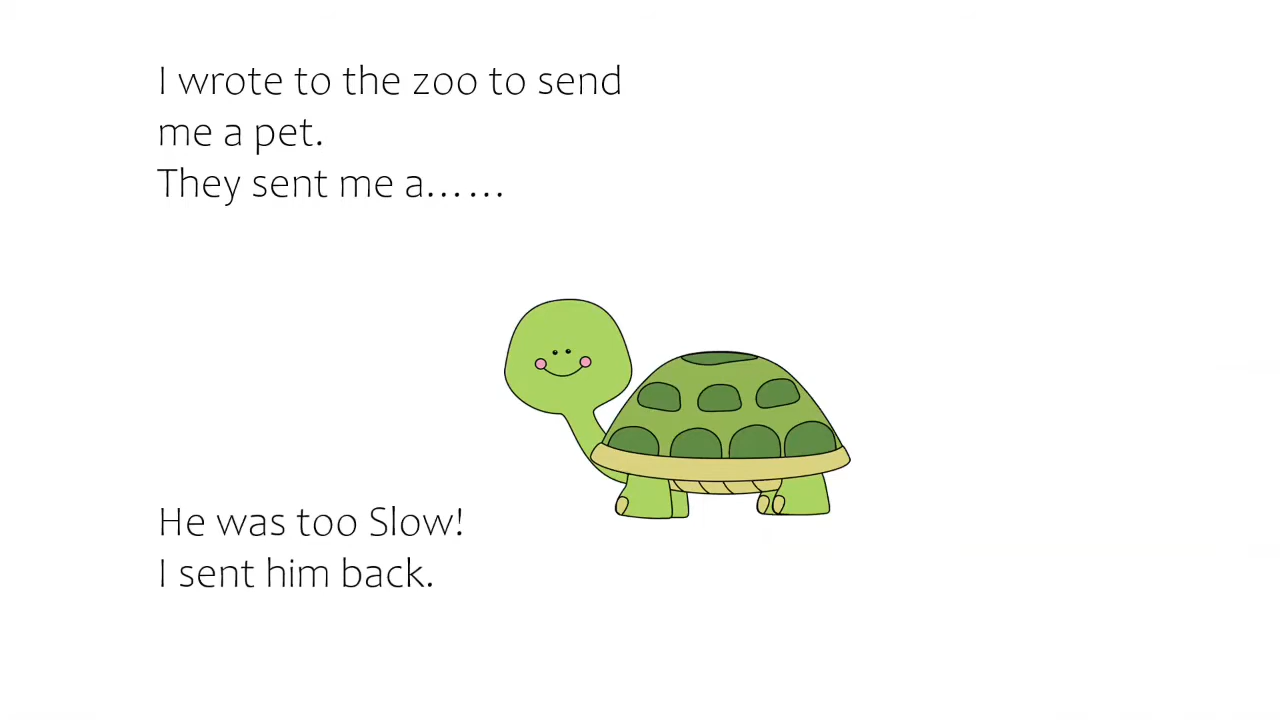 I wrote to the zoo to send
me a pet.
They sent me a……
He was too Slow!
I sent him back.